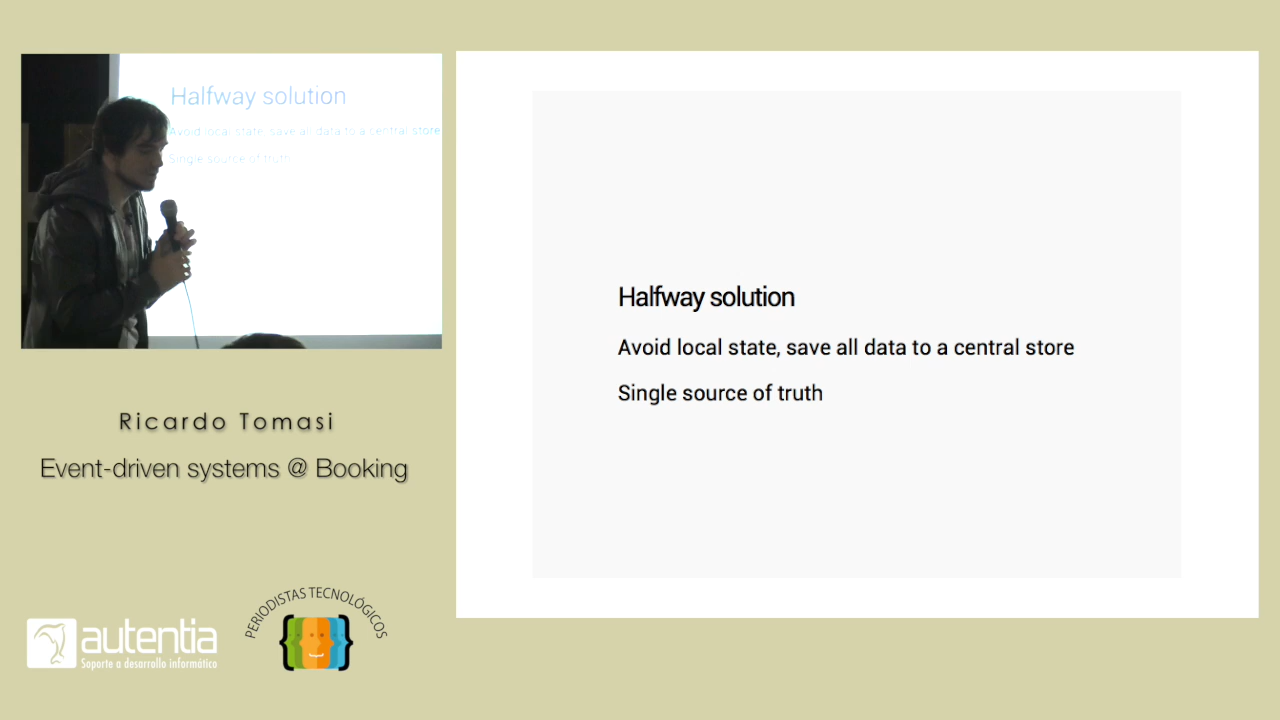 Halfway solution
Avoid local state, save all data to a central store
Single source of truth
Ricardo Tomasi
Event-driven systems @ Booking
autentia
Soporte a desarrollo informático
PERIODISTAS TECNOLÓGICOS
Halfway solution
Avoid local state, save all data to a central store
Single source of truth